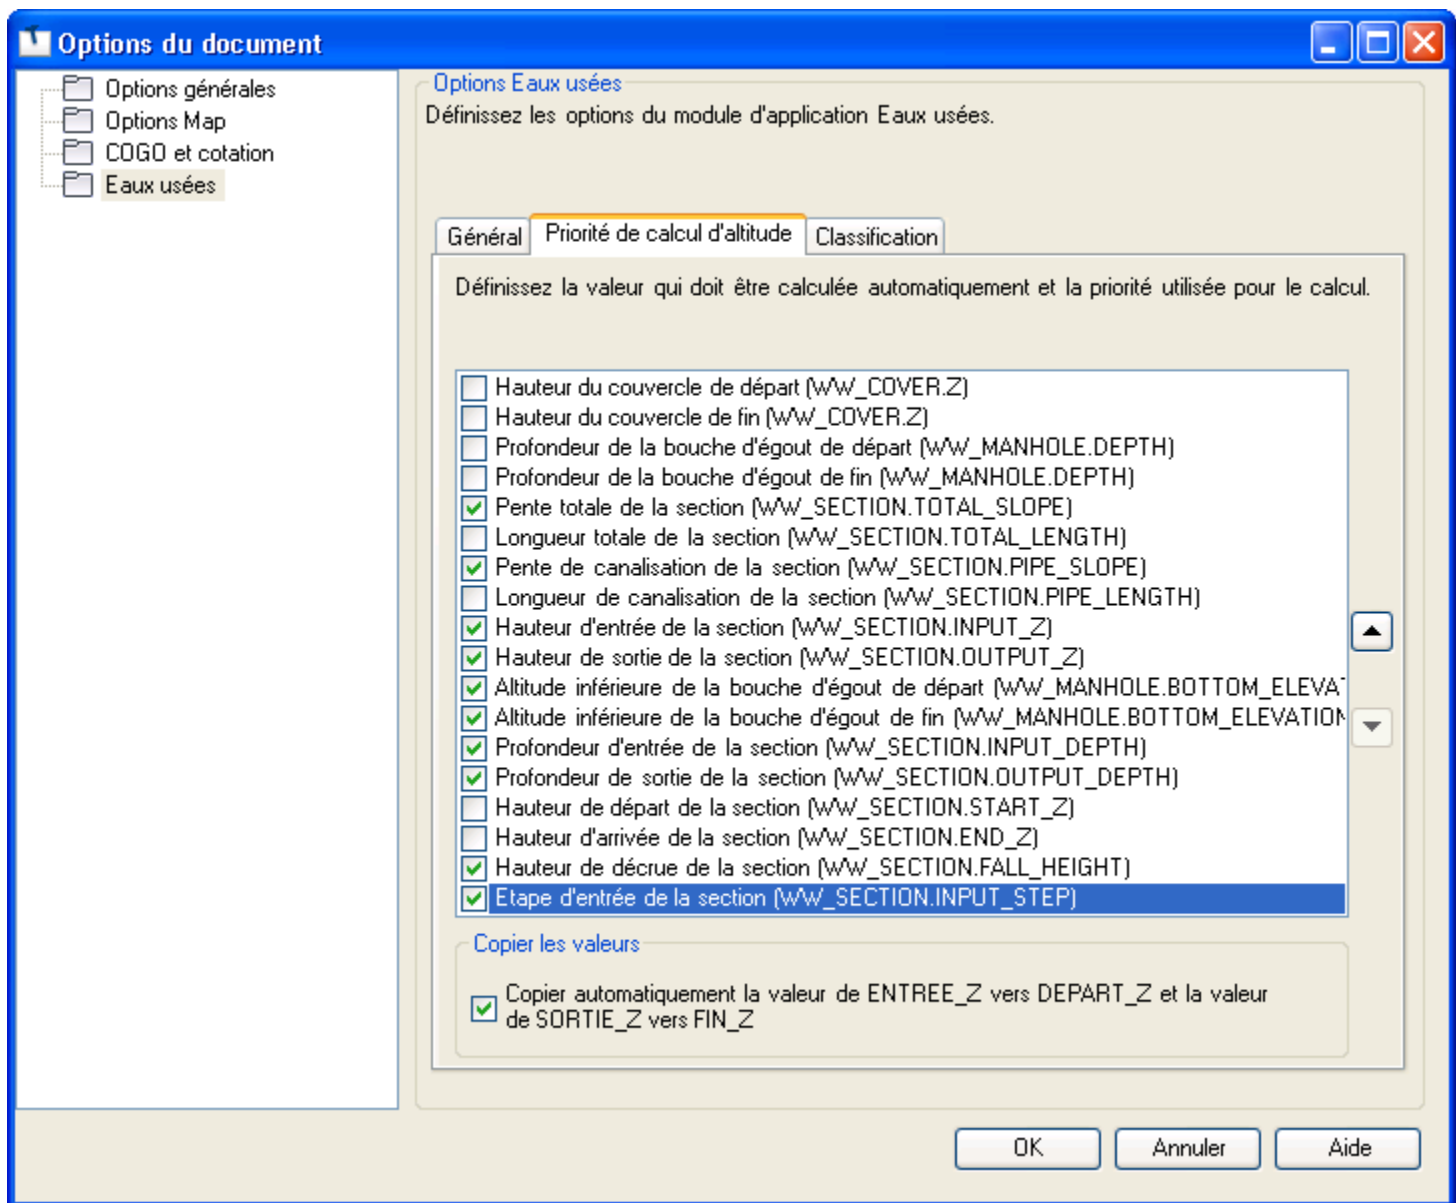 Options du document
Options générales
Options Map
COGO et cotation
Eaux usées
Options Eaux usées
Définissez les options du module d'application Eaux usées.
Général
Priorité de calcul d'altitude
Classification
Définissez la valeur qui doit être calculée automatiquement et la priorité utilisée pour le calcul.
Hauteur du couvercle de départ (WW_COVER.Z)
Hauteur du couvercle de fin (WW_COVER.Z)
Profondeur de la bouche d'égout de départ (WW_MANHOLE.DEPTH)
Profondeur de la bouche d'égout de fin (WW_MANHOLE.DEPTH)
Pente totale de la section (WW_SECTION.TOTAL_SLOPE)
Longueur totale de la section (WW_SECTION.TOTAL_LENGTH)
Pente de canalisation de la section (WW_SECTION.PIPE_SLOPE)
Longueur de canalisation de la section (WW_SECTION.PIPE_LENGTH)
Hauteur d'entrée de la section (WW_SECTION.INPUT_Z)
Hauteur de sortie de la section (WW_SECTION.OUTPUT_Z)
Altitude inférieure de la bouche d'égout de départ (WW_MANHOLE.BOTTOM_ELEVAT
Altitude inférieure de la bouche d'égout de fin (WW_MANHOLE.BOTTOM_ELEVATION
Profondeur d'entrée de la section (WW_SECTION.INPUT_DEPTH)
Profondeur de sortie de la section (WW_SECTION.OUTPUT_DEPTH)
Hauteur de départ de la section (WW_SECTION.START_Z)
Hauteur d'arrivée de la section (WW_SECTION.END_Z)
Hauteur de décrue de la section (WW_SECTION.FALL_HEIGHT)
Etape d'entrée de la section (WW_SECTION.INPUT_STEP)
Copier les valeurs
Copier automatiquement la valeur de ENTREE_Z vers DEPART_Z et la valeur
de SORTIE_Z vers FIN_Z
OK
Annuler
Aide